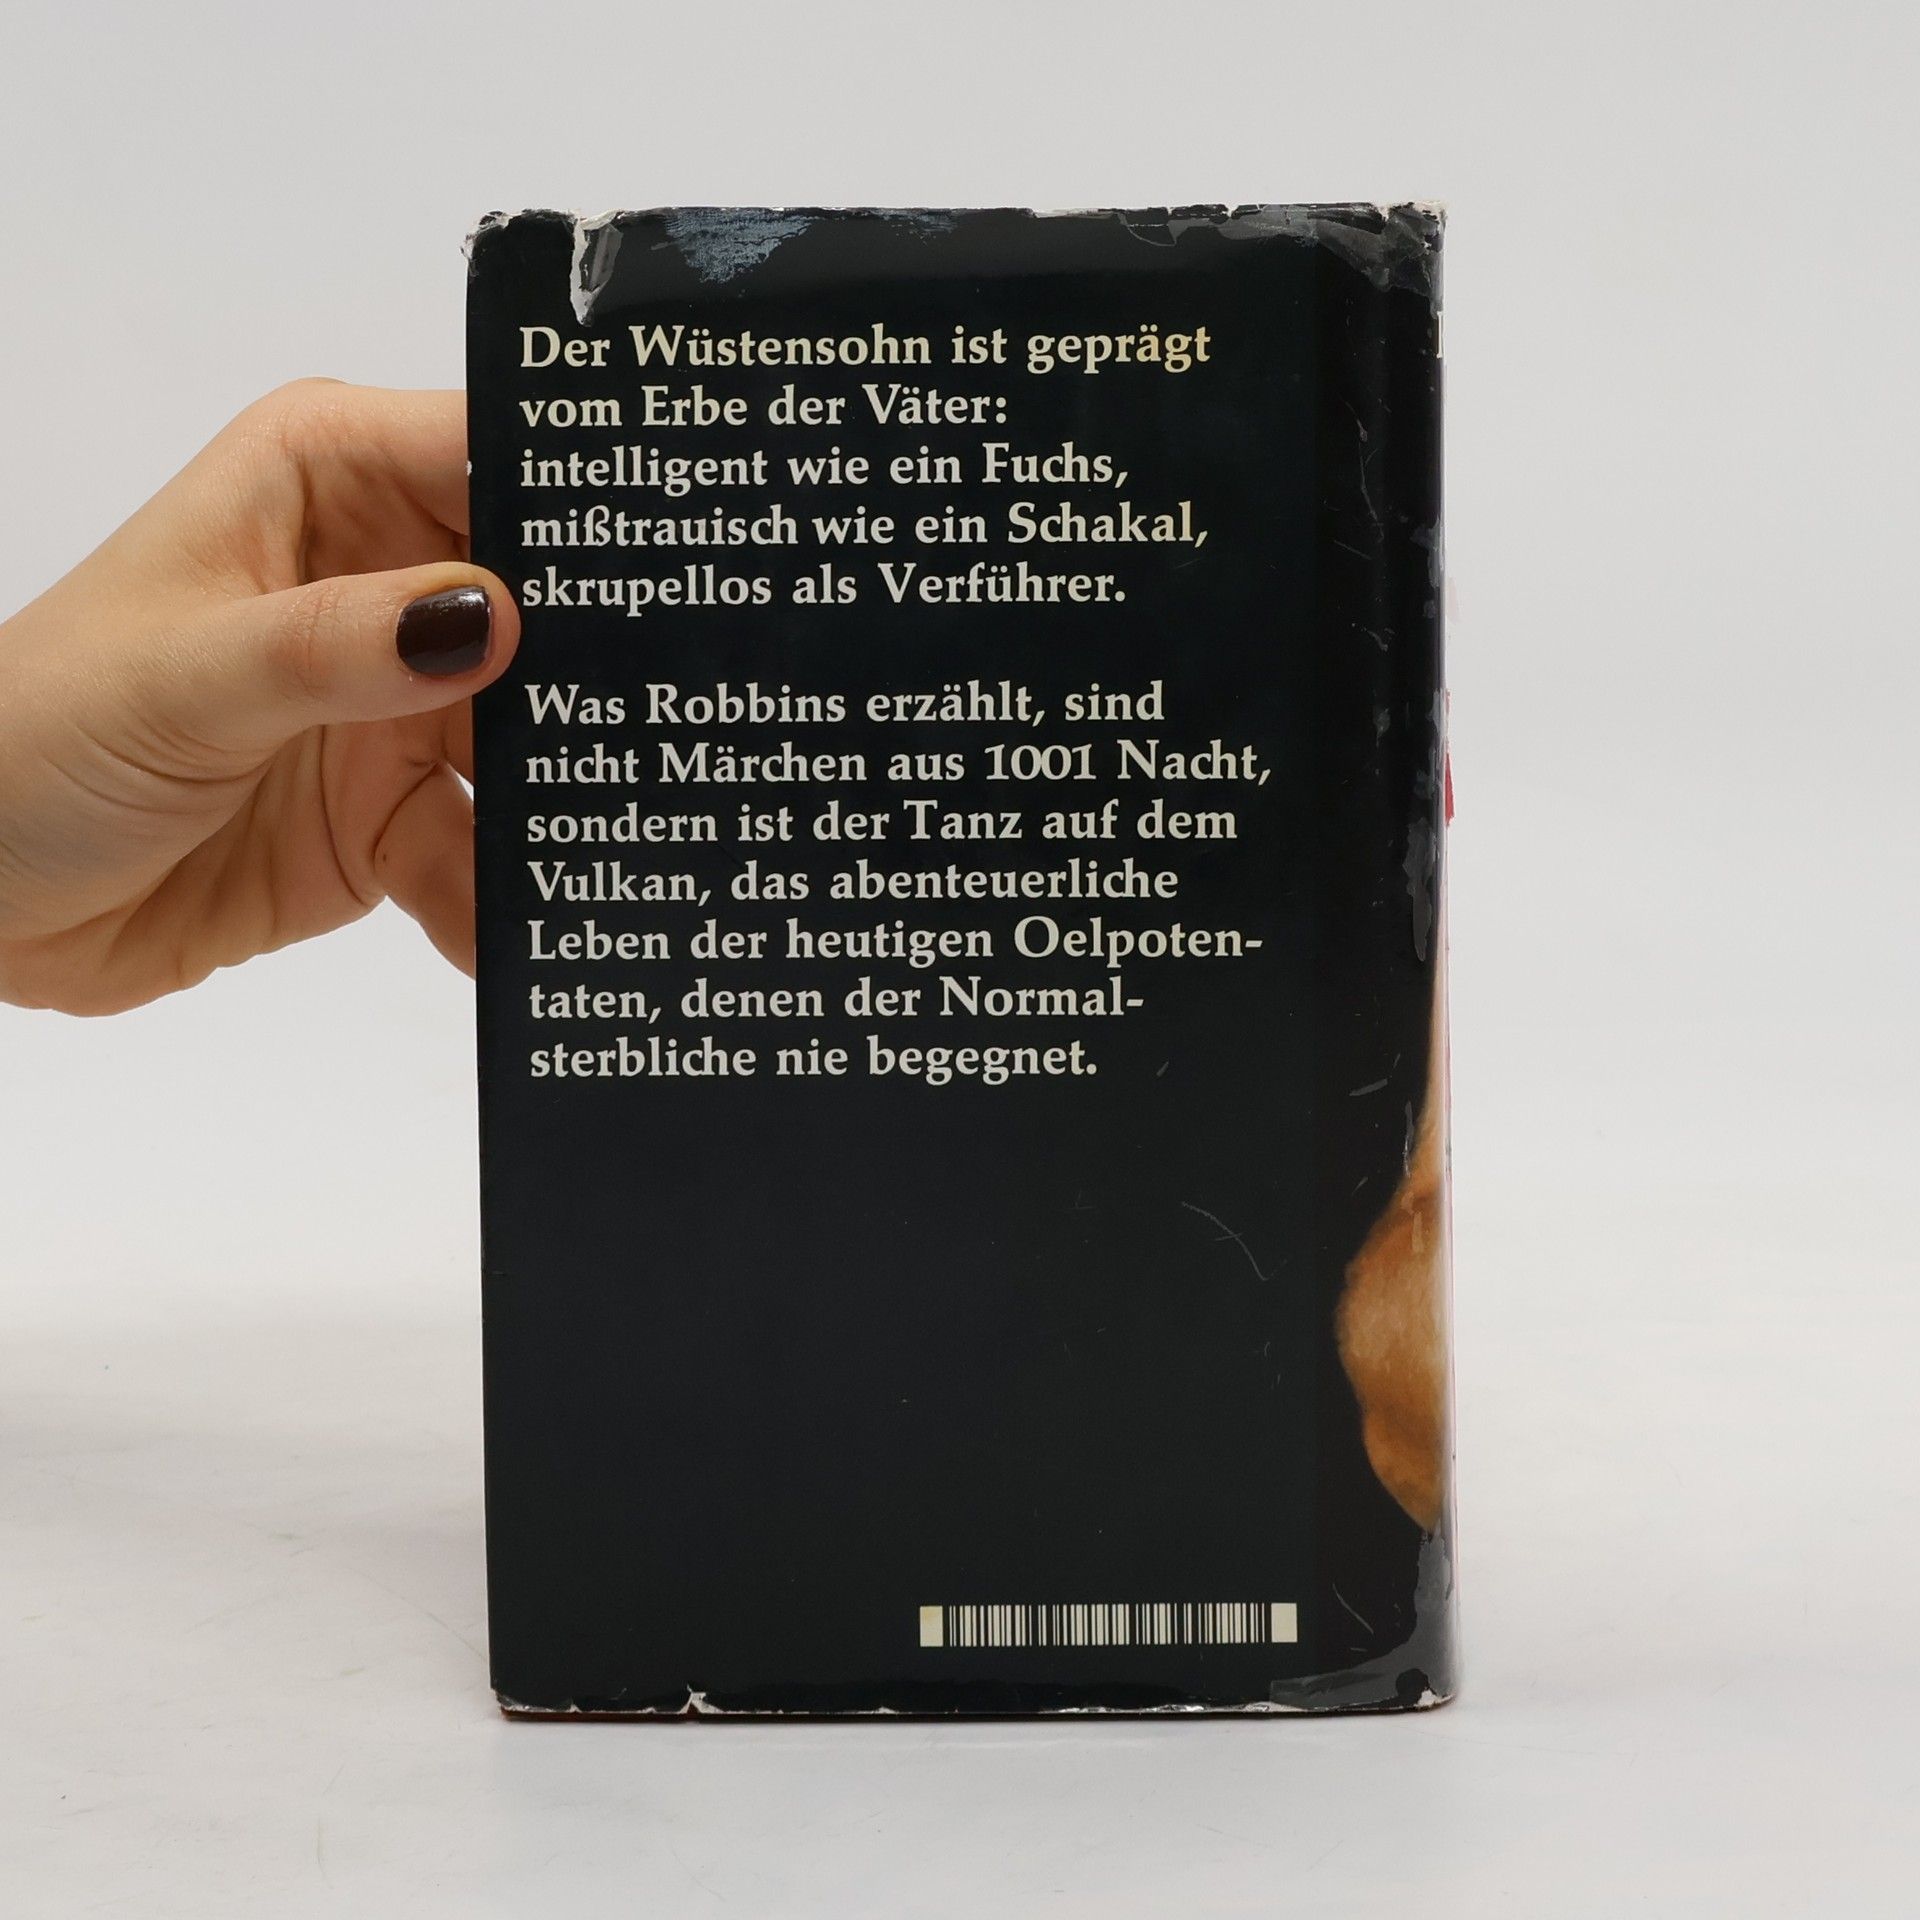 Der Wüstensohn ist geprägt
vom Erbe der Väter:
intelligent wie ein Fuchs,
mißtrauisch wie ein Schakal,
skrupellos als Verführer.
Was Robbins erzählt, sind
nicht Märchen aus 1001 Nacht,
sondern ist der Tanz auf dem
Vulkan, das abenteuerliche
Leben der heutigen Oelpoten-
taten, denen der Normal-
sterbliche nie begegnet.